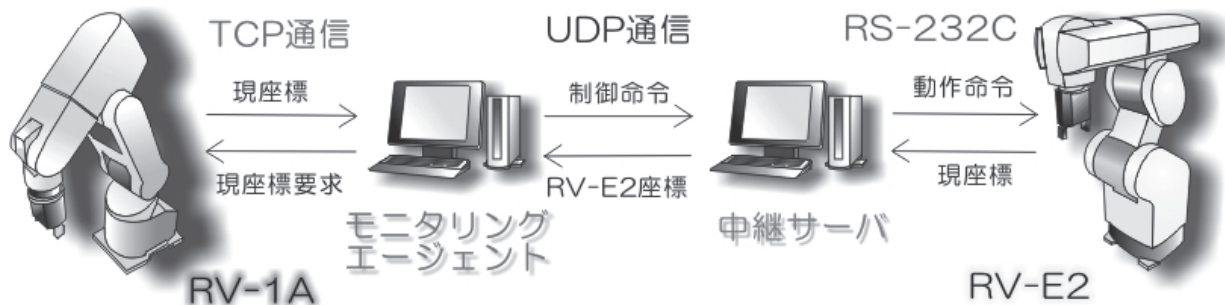 TCP通信
UDP通信
RS-232C
現座標
制御命令
動作命令
現座標要求
RV-E2座標
現座標
モニタリング
エージェント
中継サーバ
RV-1A
RV-E2